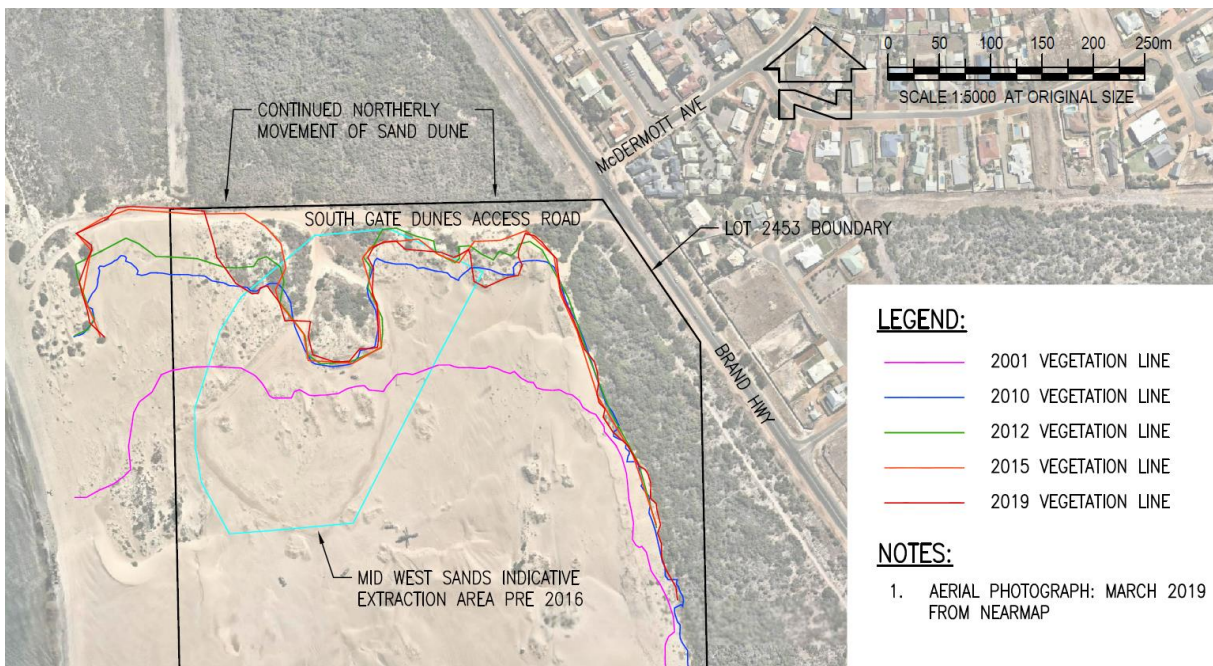 CONTINUED NORTHERLY
MOVEMENT OF SAND DUNE
McDERMOTT AVE
0 50 100 150 200 250m
SCALE 1:5000 AT ORIGINAL SIZE
SOUTH GATE DUNES ACCESS ROAD
LOT 2453 BOUNDARY
BRAND HWY
MID WEST SANDS INDICATIVE
EXTRACTION AREA PRE 2016
LEGEND:
2001 VEGETATION LINE
2010 VEGETATION LINE
2012 VEGETATION LINE
2015 VEGETATION LINE
2019 VEGETATION LINE
NOTES:
1. AERIAL PHOTOGRAPH: MARCH 2019
FROM NEARMAP